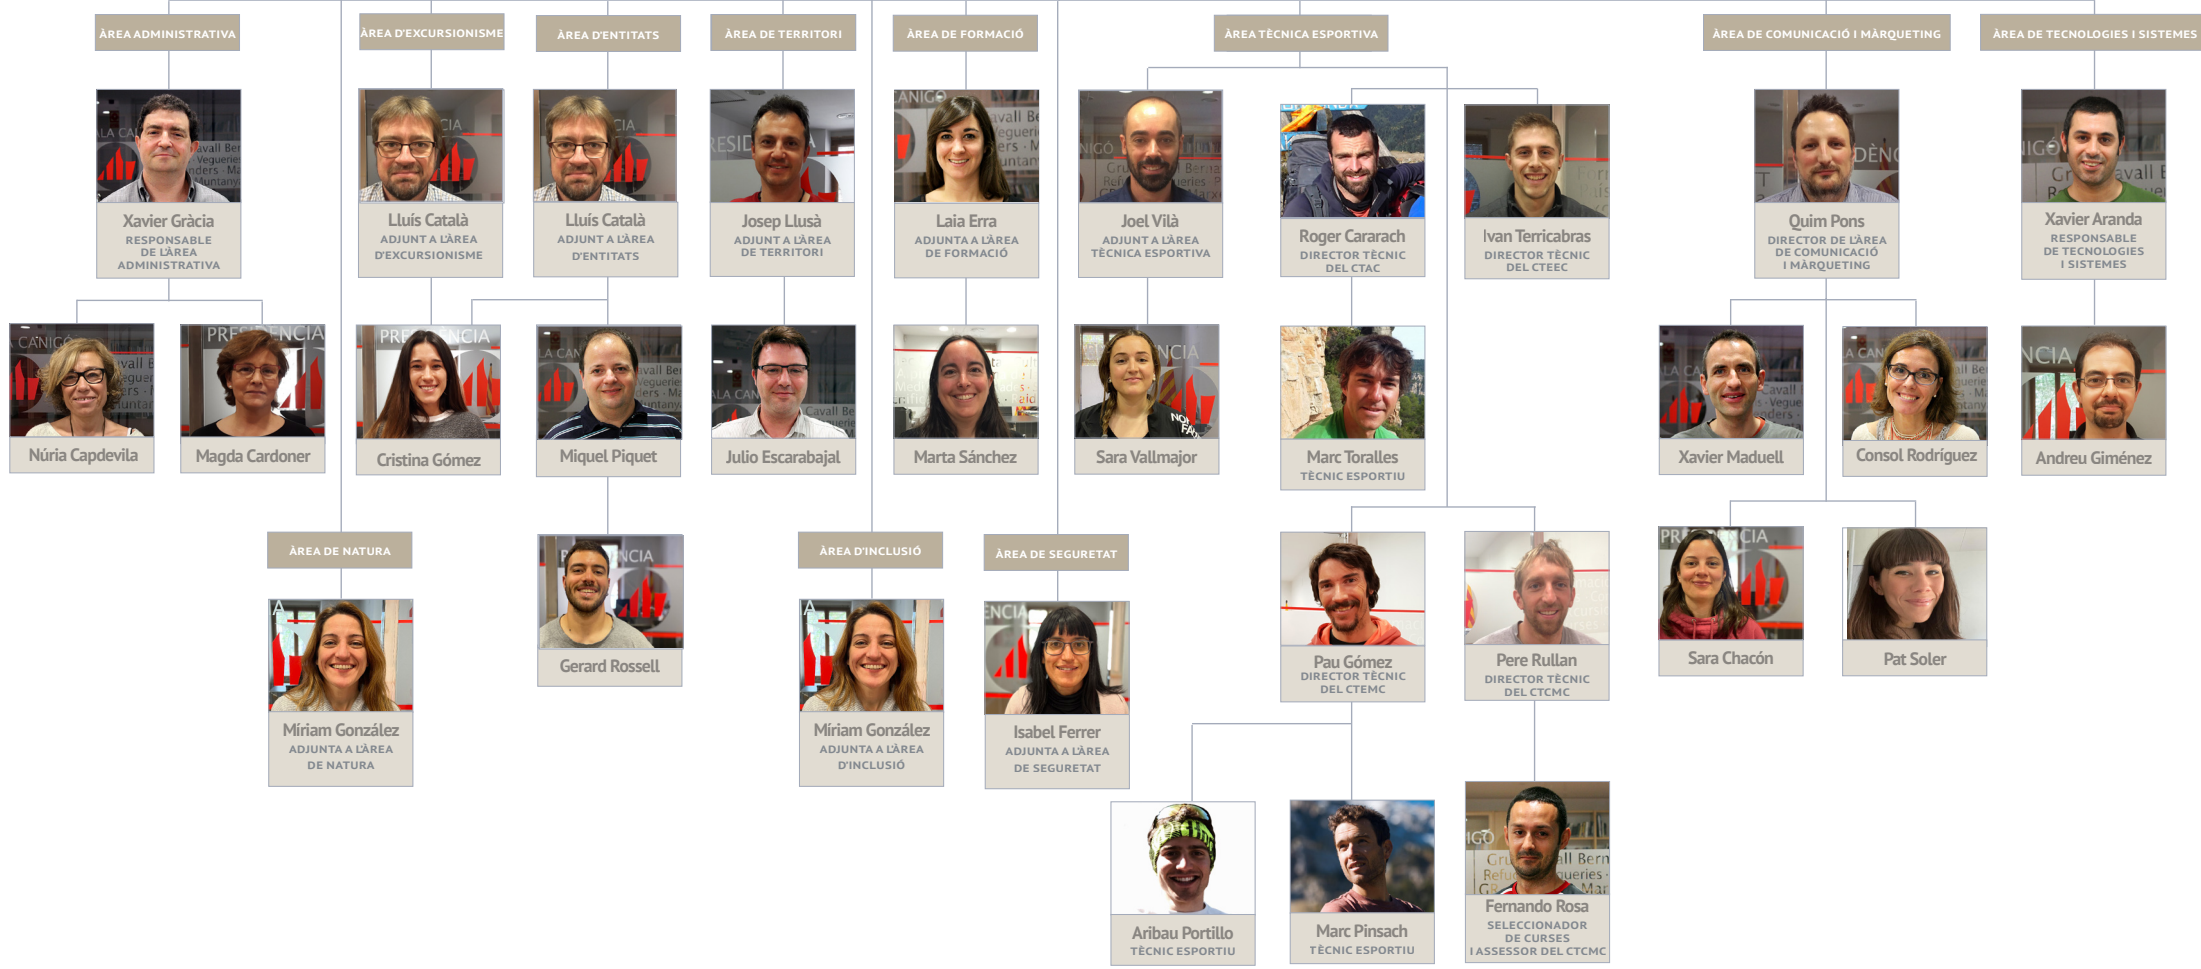 ÀREA ADMINISTRATIVA
ÀREA D'EXCURSIONISME
ÀREA D'ENTITATS
ÀREA DE TERRITORI
ÀREA DE FORMACIÓ
ÀREA TÈCNICA ESPORTIVA
ÀREA DE COMUNICACIÓ I MÀRQUETING
ÀREA DE TECNOLOGIES I SISTEMES
Xavier Gràcia
RESPONSABLE
DE L'ÀREA
ADMINISTRATIVA
Lluís Català
ADJUNT A L'ÀREA
D'EXCURSIONISME
Lluís Català
ADJUNT A L'ÀREA
D'ENTITATS
Josep Llusà
ADJUNT A L'ÀREA
DE TERRITORI
Laia Erra
ADJUNTA A L'ÀREA
DE FORMACIÓ
Joel Vilà
ADJUNT A L'ÀREA
TÈCNICA ESPORTIVA
Roger Cararach
DIRECTOR TÈCNIC
DEL CTAC
Ivan Terricabras
DIRECTOR TÈCNIC
DEL CTEEC
Quim Pons
DIRECTOR DE L'ÀREA
DE COMUNICACIÓ
I MÀRQUETING
Xavier Aranda
RESPONSABLE
DE TECNOLOGIES
I SISTEMES
Núria Capdevila
Magda Cardoner
Cristina Gómez
Miquel Piquet
Julio Escarabajal
Marta Sánchez
Sara Vallmajor
Marc Toralles
TÈCNIC ESPORTIU
Xavier Maduell
Consol Rodríguez
Andreu Giménez
ÀREA DE NATURA
ÀREA D'INCLUSIÓ
ÀREA DE SEGURETAT
Míriam González
ADJUNTA A L'ÀREA
DE NATURA
Gerard Rossell
Míriam González
ADJUNTA A L'ÀREA
D'INCLUSIÓ
Isabel Ferrer
ADJUNTA A L'ÀREA
DE SEGURETAT
Pau Gómez
DIRECTOR TÈCNIC
DEL CTEMC
Pere Rullan
DIRECTOR TÈCNIC
DEL CTCMC
Sara Chacón
Pat Soler
Aribau Portillo
TÈCNIC ESPORTIU
Marc Pinsach
TÈCNIC ESPORTIU
Fernando Rosa
SELECCIONADOR
DE CURSES
I ASSESSOR DEL CTCMC